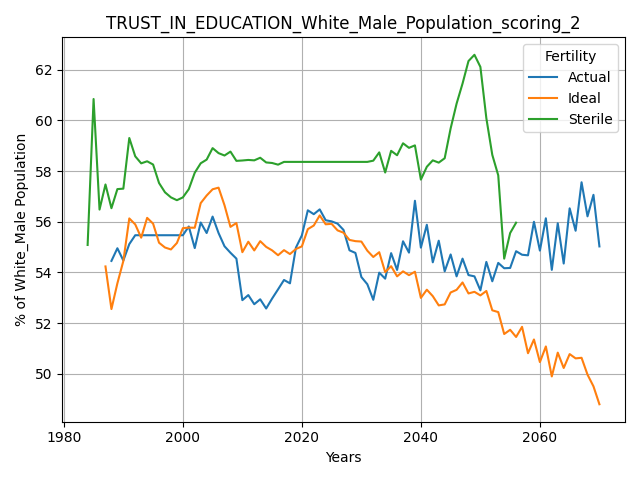 TRUST_IN_EDUCATION_White_Male_Population_scoring_2
Fertility
Actual
Ideal
Sterile
% of White_Male Population
62
60
58
56
54
52
50
1980
2000
2020
2040
2060
Years